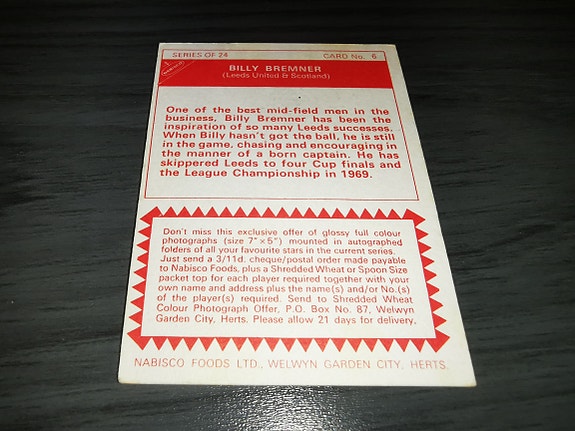 SERIES OF 24 CARD No. 6
NABISCO
BILLY BREMNER
(Leeds United & Scotland)
One of the best mid-field men in the
business, Billy Bremner has been the
inspiration of so many Leeds successes.
When Billy hasn't got the ball, he is still
in the game, chasing and encouraging in
the manner of a born captain. He has
skippered Leeds to four Cup finals and
the League Championship in 1969.
Don't miss this exclusive offer of glossy full colour
photographs (size 7"×5") mounted in autographed
folders of all your favourite stars in the current series.
Just send a 3/11d. cheque/postal order made payable
to Nabisco Foods, plus a Shredded Wheat or Spoon Size
packet top for each player required together with your
own name and address plus the name(s) and/or No.(s)
of the player(s) required. Send to Shredded Wheat
Colour Photograph Offer, P.O. Box No. 87, Welwyn
Garden City, Herts. Please allow 21 days for delivery.
NABISCO FOODS LTD., WELWYN GARDEN CITY, HERTS.